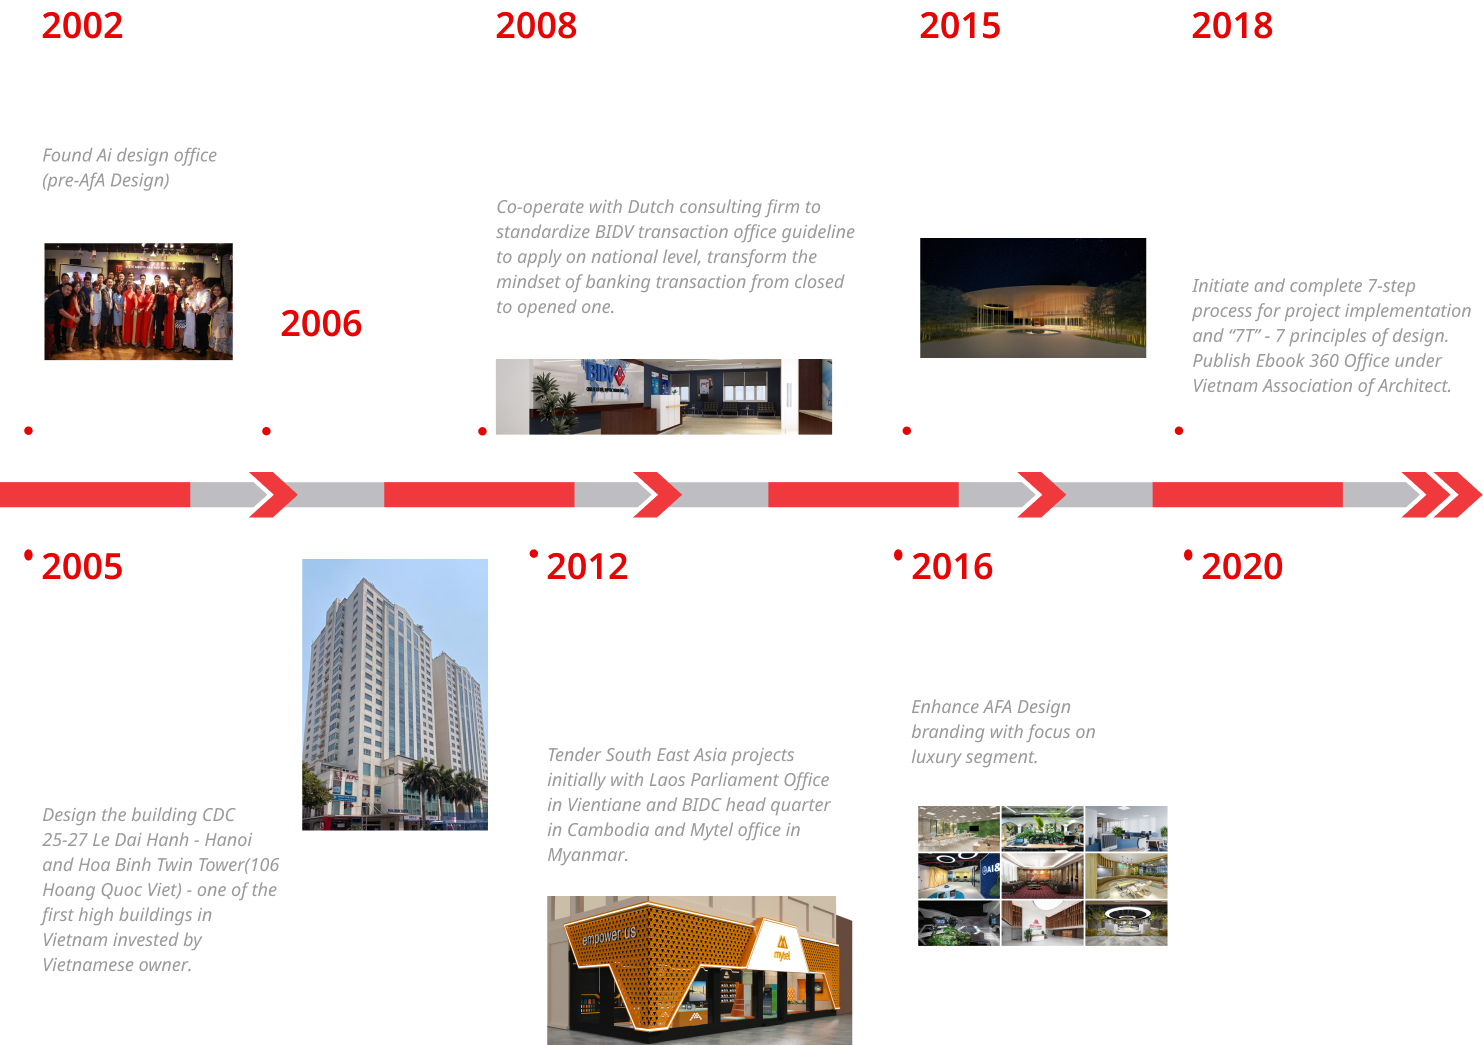 2002
Found Ai design office
(pre-AfA Design)
2006
2008
Co-operate with Dutch consulting firm to
standardize BIDV transaction office guideline
to apply on national level, transform the
mindset of banking transaction from closed
to opened one.
BIDV
2015
2018
Initiate and complete 7-step
process for project implementation
and “7T” - 7 principles of design.
Publish Ebook 360 Office under
Vietnam Association of Architect.
2005
Design the building CDC
25-27 Le Dai Hanh - Hanoi
and Hoa Binh Twin Tower(106
Hoang Quoc Viet) - one of the
first high buildings in
Vietnam invested by
Vietnamese owner.
KFC
2012
Tender South East Asia projects
initially with Laos Parliament Office
in Vientiane and BIDC head quarter
in Cambodia and Mytel office in
Myanmar.
empower us
mytel
2016
Enhance AFA Design
branding with focus on
luxury segment.
2020